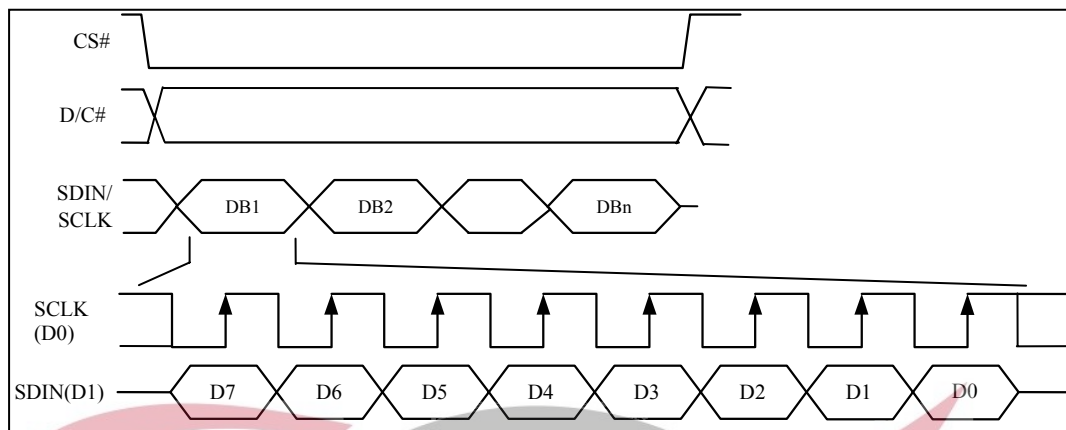 CS#
D/C#
SDIN/
SCLK
DB1 DB2 DBn
SCLK
(D0)
SDIN(D1) D7 D6 D5 D4 D3 D2 D1 D0